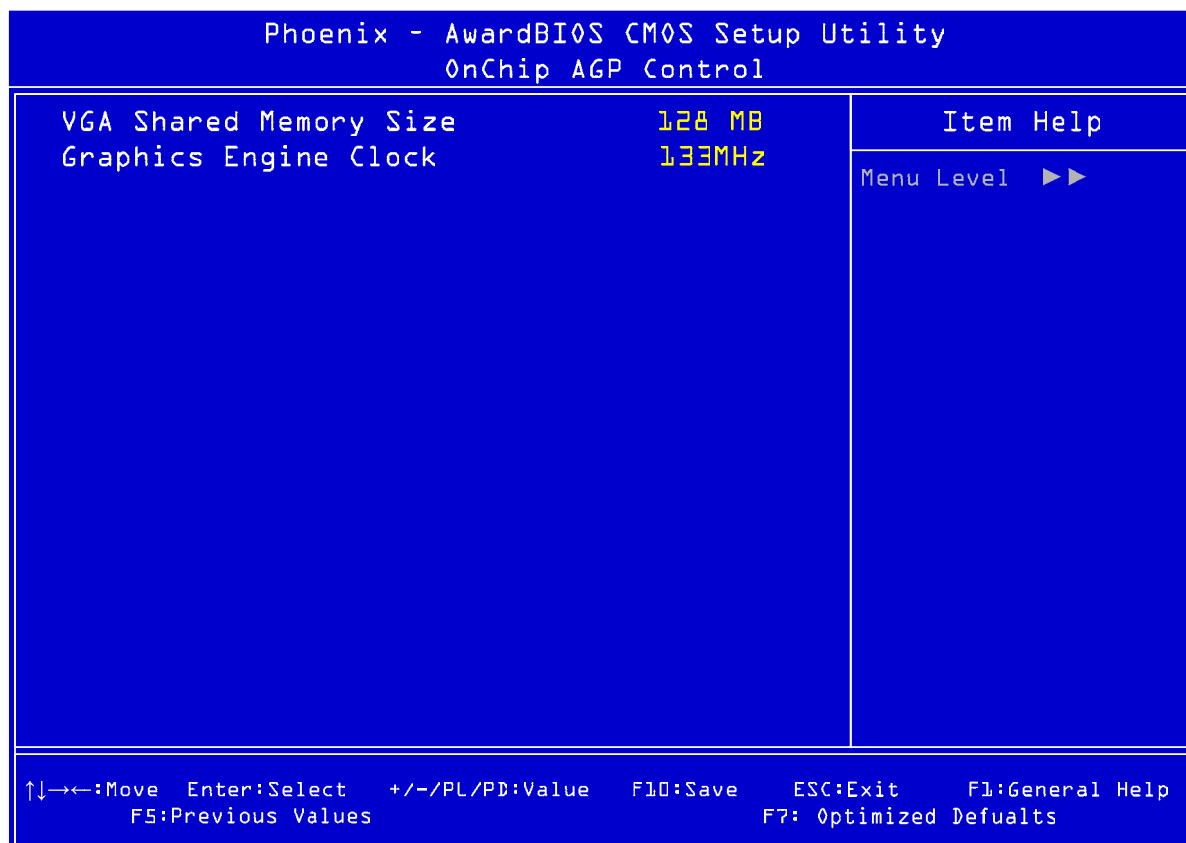 Phoenix - AwardBIOS CMOS Setup Utility
OnChip AGP Control
VGA Shared Memory Size 128 MB
Graphics Engine Clock 133MHz
Item Help
Menu Level ►►
↑↓→←:Move Enter:Select +/-/PL/PD:Value F10:Save ESC:Exit F1:General Help
F5:Previous Values F7: Optimized Defualts